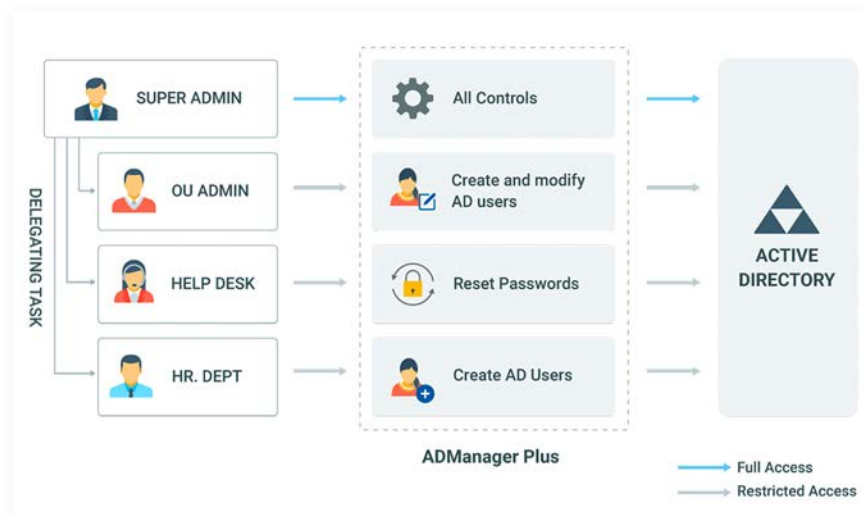 DELEGATING TASK
SUPER ADMIN
All Controls
OU ADMIN
Create and modify
AD users
HELP DESK
Reset Passwords
HR. DEPT
Create AD Users
ACTIVE
DIRECTORY
ADManager Plus
Full Access
Restricted Access